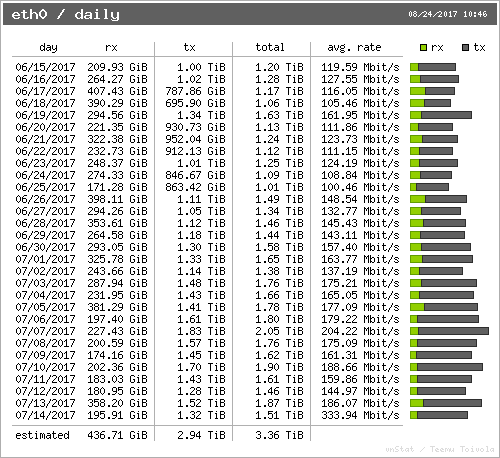 eth0 / daily 08/24/2017 10:46
day rx tx total avg. rate rx tx
06/15/2017 209.93 GiB 1.00 TiB 1.20 TiB 119.59 Mbit/s
06/16/2017 264.27 GiB 1.02 TiB 1.28 TiB 127.55 Mbit/s
06/17/2017 407.43 GiB 787.86 GiB 1.17 TiB 116.05 Mbit/s
06/18/2017 390.29 GiB 695.90 GiB 1.06 TiB 105.46 Mbit/s
06/19/2017 294.56 GiB 1.34 TiB 1.63 TiB 161.95 Mbit/s
06/20/2017 221.35 GiB 930.73 GiB 1.13 TiB 111.86 Mbit/s
06/21/2017 322.38 GiB 952.04 GiB 1.24 TiB 123.73 Mbit/s
06/22/2017 232.73 GiB 912.13 GiB 1.12 TiB 111.15 Mbit/s
06/23/2017 248.37 GiB 1.01 TiB 1.25 TiB 124.19 Mbit/s
06/24/2017 274.33 GiB 846.67 GiB 1.09 TiB 108.84 Mbit/s
06/25/2017 171.28 GiB 863.42 GiB 1.01 TiB 100.46 Mbit/s
06/26/2017 398.11 GiB 1.11 TiB 1.49 TiB 148.54 Mbit/s
06/27/2017 294.26 GiB 1.05 TiB 1.34 TiB 132.77 Mbit/s
06/28/2017 353.61 GiB 1.12 TiB 1.46 TiB 145.43 Mbit/s
06/29/2017 264.58 GiB 1.18 TiB 1.44 TiB 143.11 Mbit/s
06/30/2017 293.05 GiB 1.30 TiB 1.58 TiB 157.40 Mbit/s
07/01/2017 325.78 GiB 1.33 TiB 1.65 TiB 163.77 Mbit/s
07/02/2017 243.66 GiB 1.14 TiB 1.38 TiB 137.19 Mbit/s
07/03/2017 287.94 GiB 1.48 TiB 1.76 TiB 175.21 Mbit/s
07/04/2017 231.95 GiB 1.43 TiB 1.66 TiB 165.05 Mbit/s
07/05/2017 381.29 GiB 1.41 TiB 1.78 TiB 177.09 Mbit/s
07/06/2017 197.40 GiB 1.61 TiB 1.80 TiB 179.22 Mbit/s
07/07/2017 227.43 GiB 1.83 TiB 2.05 TiB 204.22 Mbit/s
07/08/2017 200.59 GiB 1.57 TiB 1.76 TiB 175.09 Mbit/s
07/09/2017 174.16 GiB 1.45 TiB 1.62 TiB 161.31 Mbit/s
07/10/2017 202.36 GiB 1.70 TiB 1.90 TiB 188.66 Mbit/s
07/11/2017 183.03 GiB 1.43 TiB 1.61 TiB 159.86 Mbit/s
07/12/2017 180.95 GiB 1.28 TiB 1.46 TiB 144.97 Mbit/s
07/13/2017 358.20 GiB 1.52 TiB 1.87 TiB 186.07 Mbit/s
07/14/2017 195.91 GiB 1.32 TiB 1.51 TiB 333.94 Mbit/s
estimated 436.71 GiB 2.94 TiB 3.36 TiB
vnStat / Teemu Toivola